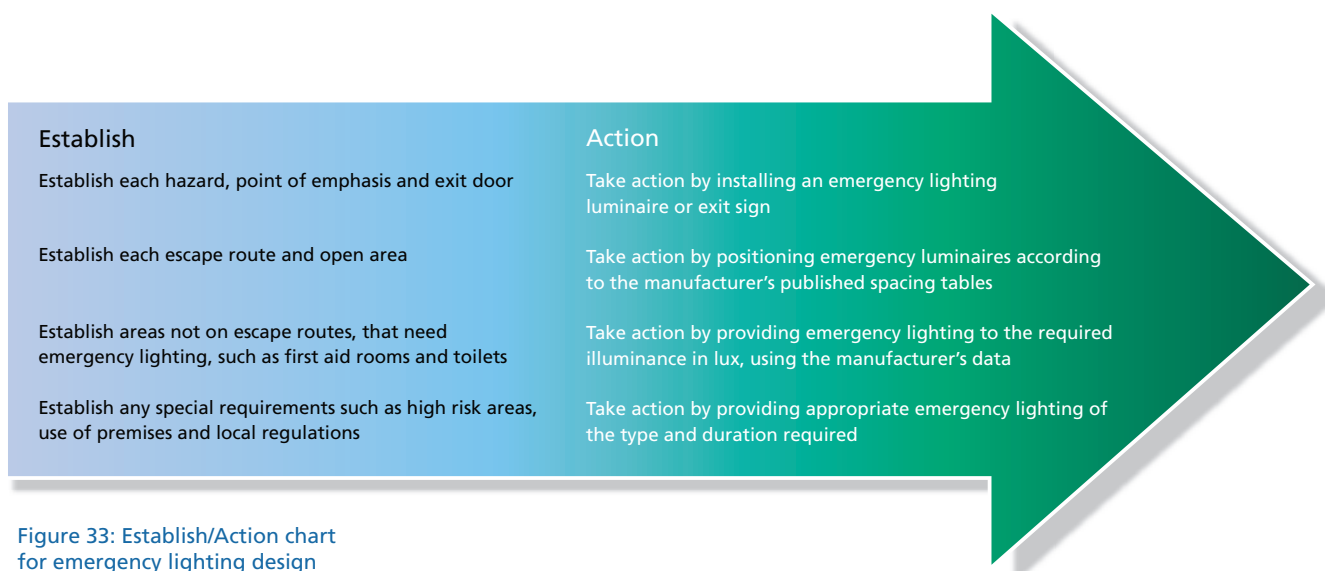 Establish
Action
Establish each hazard, point of emphasis and exit door
Take action by installing an emergency lighting
luminaire or exit sign
Establish each escape route and open area
Take action by positioning emergency luminaires according
to the manufacturer’s published spacing tables
Establish areas not on escape routes, that need
emergency lighting, such as first aid rooms and toilets
Take action by providing emergency lighting to the required
illuminance in lux, using the manufacturer’s data
Establish any special requirements such as high risk areas,
use of premises and local regulations
Take action by providing appropriate emergency lighting of
the type and duration required
Figure 33: Establish/Action chart
for emergency lighting design